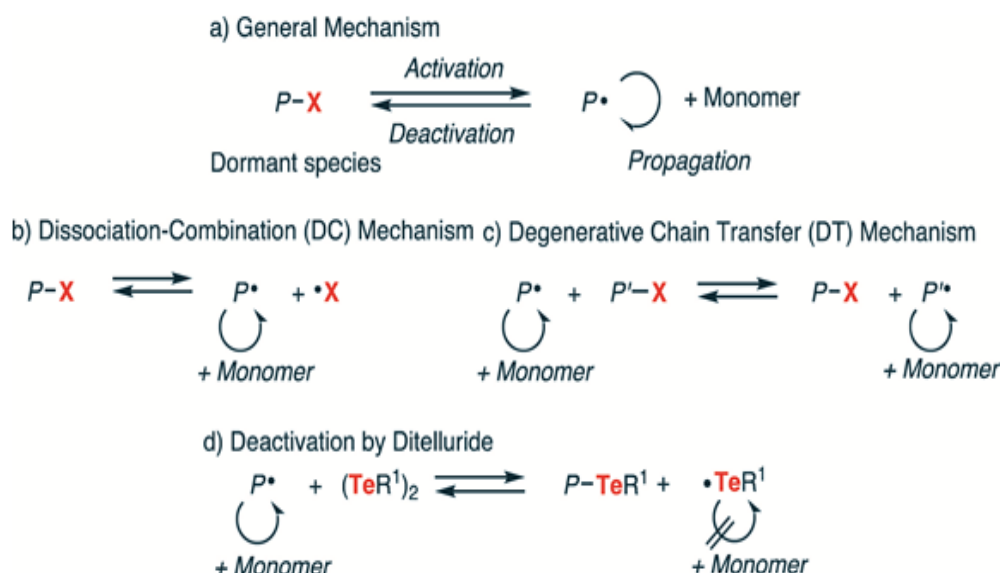 a) General Mechanism
Activation
P–X
P• + Monomer
Deactivation
Dormant species
Propagation
b) Dissociation-Combination (DC) Mechanism
c) Degenerative Chain Transfer (DT) Mechanism
P–X P• + •X
P• + P'–X P–X + P'•
+ Monomer
+ Monomer
+ Monomer
d) Deactivation by Ditelluride
P• + (TeR¹)₂ P–TeR¹ + •TeR¹
+ Monomer
+ Monomer